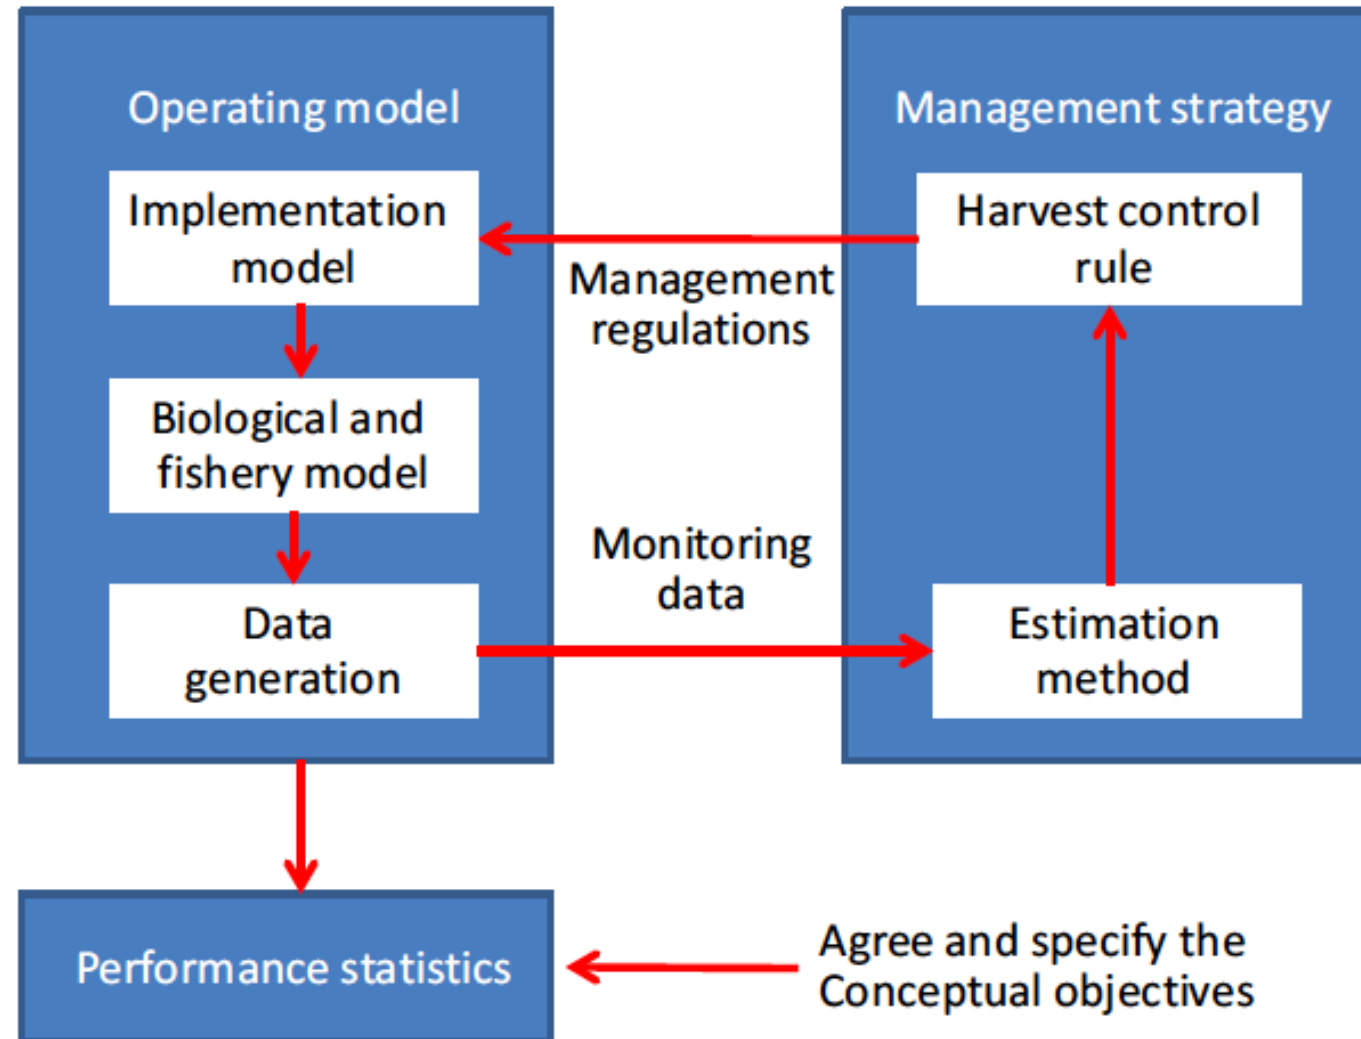 Operating model
Implementation
model
Biological and
fishery model
Data
generation
Management
regulations
Monitoring
data
Management strategy
Harvest control
rule
Estimation
method
Performance statistics
Agree and specify the
Conceptual objectives